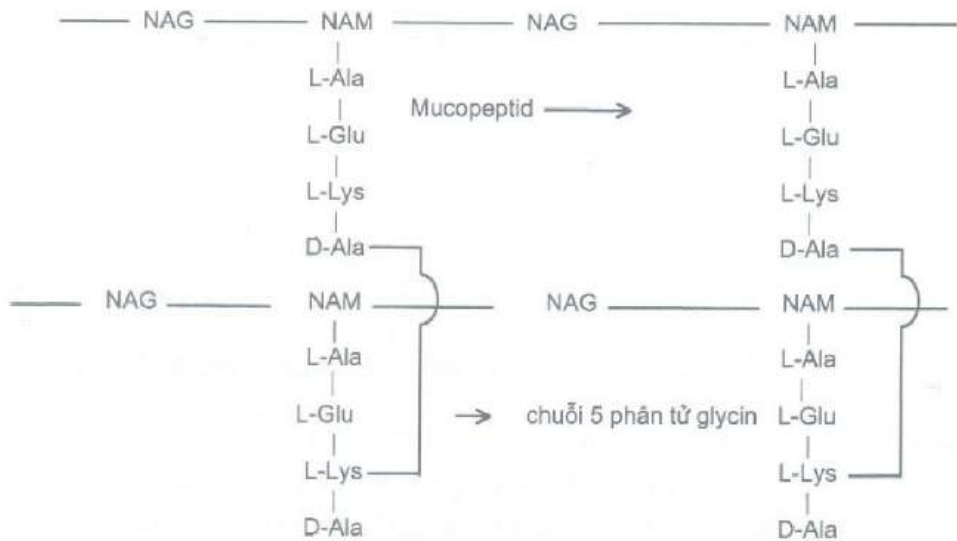 NAG NAM NAG NAM
L-Ala L-Ala
Mucopeptid
L-Glu L-Glu
L-Lys L-Lys
D-Ala D-Ala
NAG NAM NAG NAM
L-Ala L-Ala
L-Glu chuỗi 5 phân tử glycin L-Glu
L-Lys L-Lys
D-Ala D-Ala